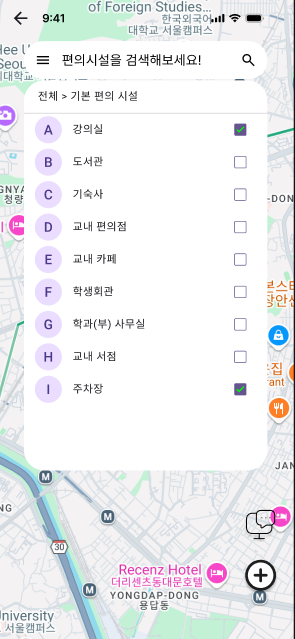 9:41
of Foreign Studies...
한국외국어
대학교 서울캠퍼스
편의시설을 검색해보세요!
전체 > 기본 편의 시설
A 강의실
B 도서관
C 기숙사
D 교내 편의점
E 교내 카페
F 학생회관
G 학과(부) 사무실
H 교내 서점
I 주차장
M
M
30
M
M
Recenz Hotel
더리센츠동대문호텔
YONGDAP-DONG
용답동
University
서울캠퍼스
JAN